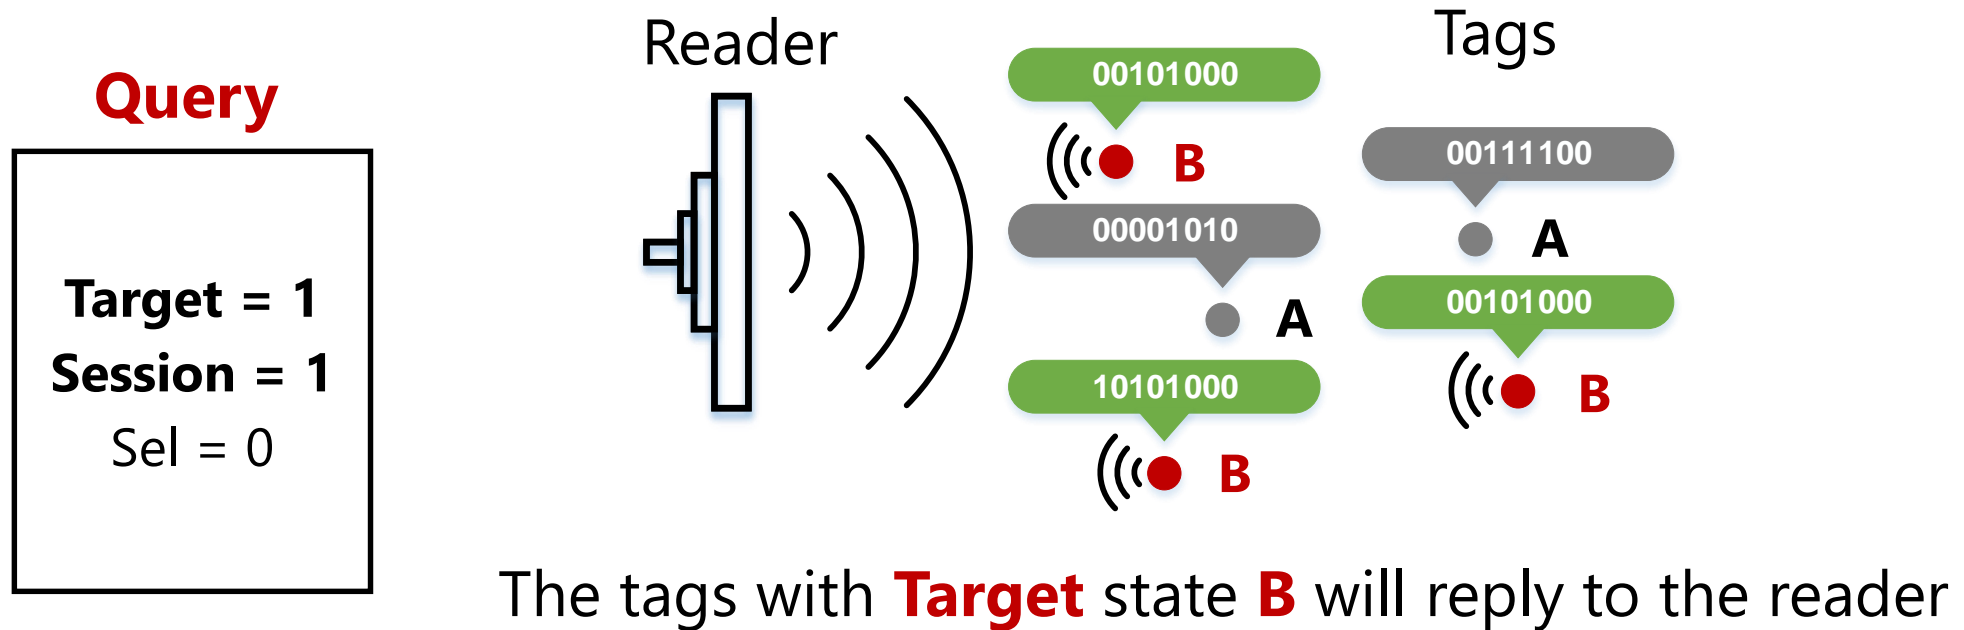 Query
Target = 1
Session = 1
Sel = 0
Reader
Tags
00101000
B
00001010
A
10101000
B
00111100
A
00101000
B
The tags with Target state B will reply to the reader